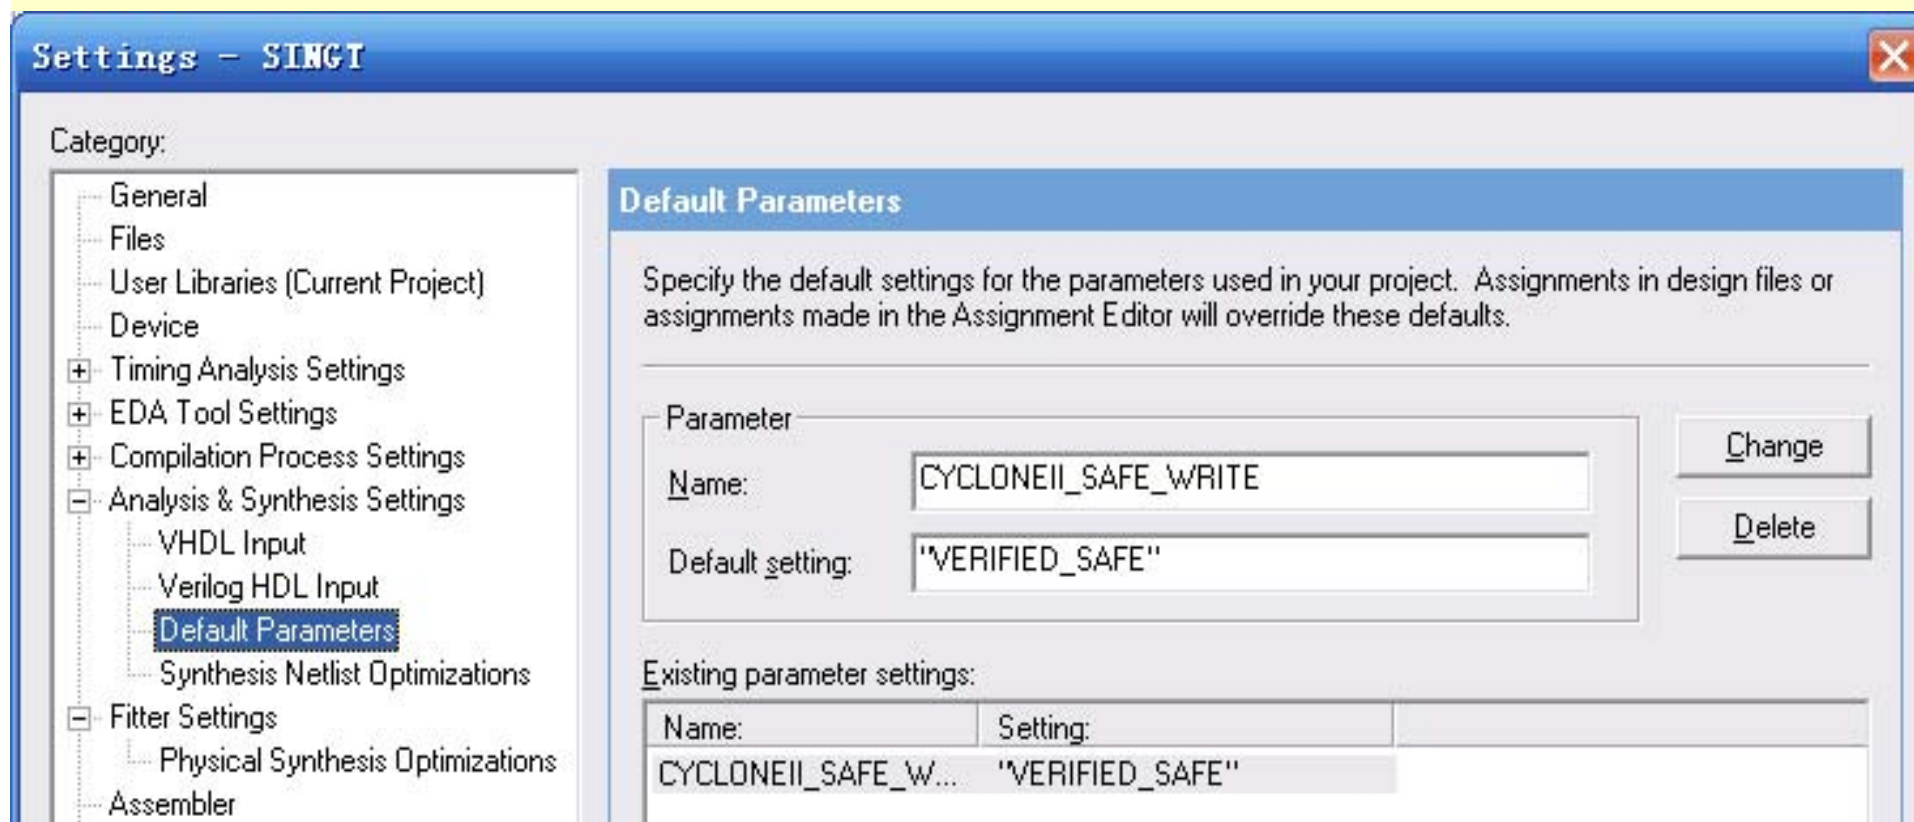 Settings - SINGT
Category:
General
Files
User Libraries (Current Project)
Device
Timing Analysis Settings
EDA Tool Settings
Compilation Process Settings
Analysis & Synthesis Settings
VHDL Input
Verilog HDL Input
Default Parameters
Synthesis Netlist Optimizations
Fitter Settings
Physical Synthesis Optimizations
Assembler
Default Parameters
Specify the default settings for the parameters used in your project. Assignments in design files or
assignments made in the Assignment Editor will override these defaults.
Parameter
Name: CYCLONEII_SAFE_WRITE
Default setting: "VERIFIED_SAFE"
Change
Delete
Existing parameter settings:
Name: Setting:
CYCLONEII_SAFE_W... "VERIFIED_SAFE"